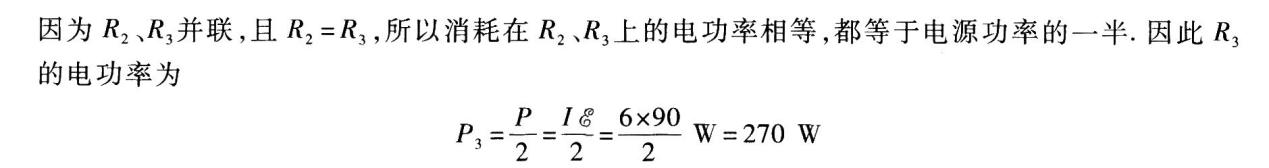 因为 R₂、R₃并联,且 R₂=R₃,所以消耗在 R₂、R₃上的电功率相等,都等于电源功率的一半. 因此 R₃
的电功率为
P₃=P/2=Iℰ/2=6×90/2 W=270 W